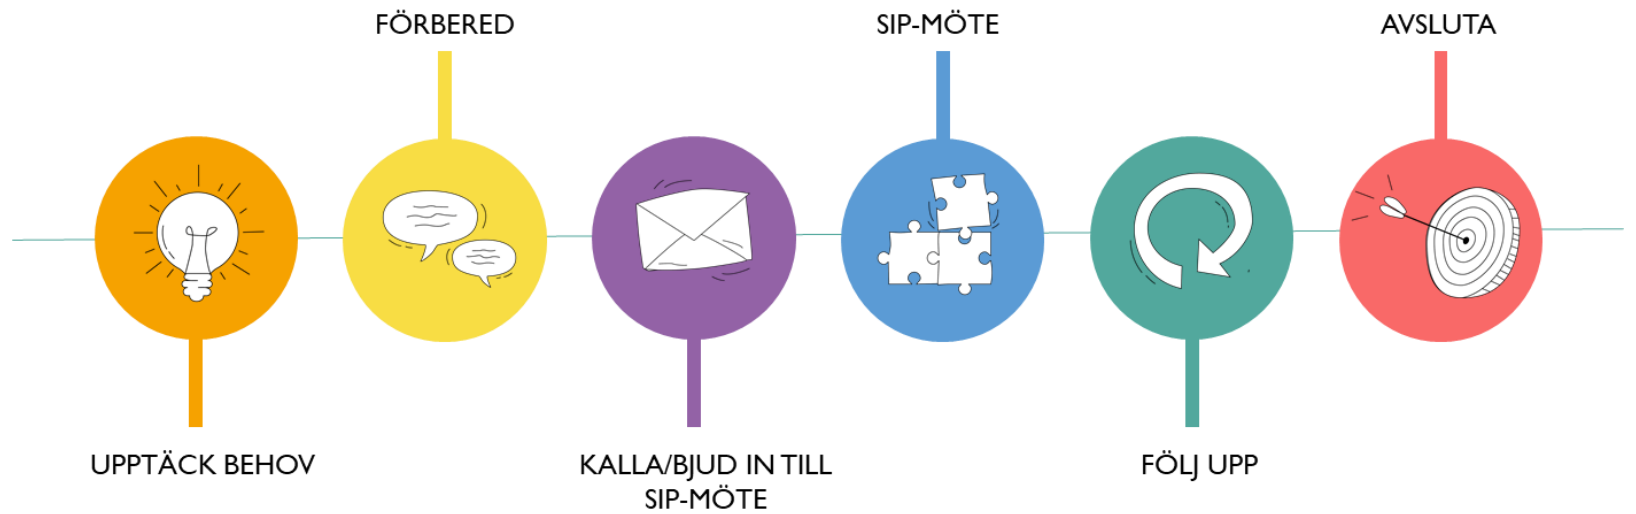 UPPTÄCK BEHOV
FÖRBERED
KALLA/BJUD IN TILL
SIP-MÖTE
SIP-MÖTE
FÖLJ UPP
AVSLUTA